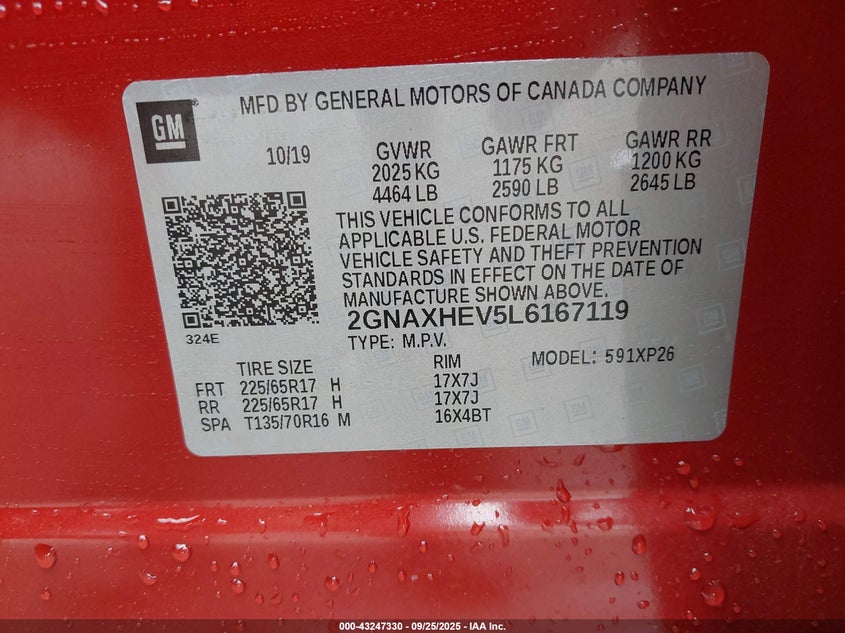 GM
MFD BY GENERAL MOTORS OF CANADA COMPANY
10/19
GVWR
2025 KG
4464 LB
GAWR FRT
1175 KG
2590 LB
GAWR RR
1200 KG
2645 LB
THIS VEHICLE CONFORMS TO ALL
APPLICABLE U.S. FEDERAL MOTOR
VEHICLE SAFETY AND THEFT PREVENTION
STANDARDS IN EFFECT ON THE DATE OF
MANUFACTURE SHOWN ABOVE.
324E
2GNAXHEV5L6167119
TYPE: M.P.V.
MODEL: 591XP26
TIRE SIZE RIM
FRT 225/65R17 H 17X7J
RR 225/65R17 H 17X7J
SPA T135/70R16 M 16X4BT
000-43247330 - 09/25/2025 - IAA Inc.